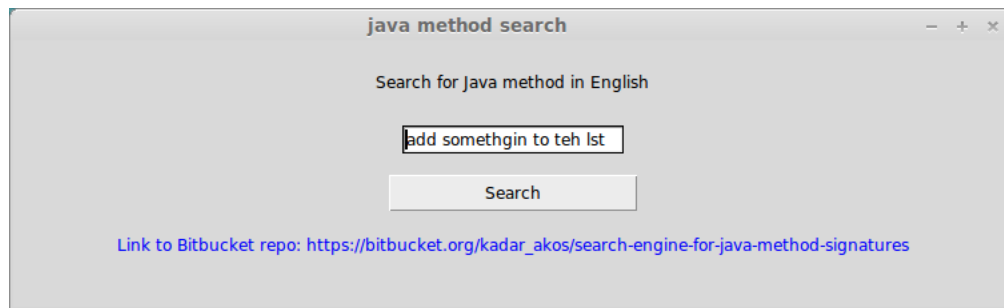 java method search
Search for Java method in English
add somethgin to teh lst
Search
Link to Bitbucket repo: https://bitbucket.org/kadar_akos/search-engine-for-java-method-signatures